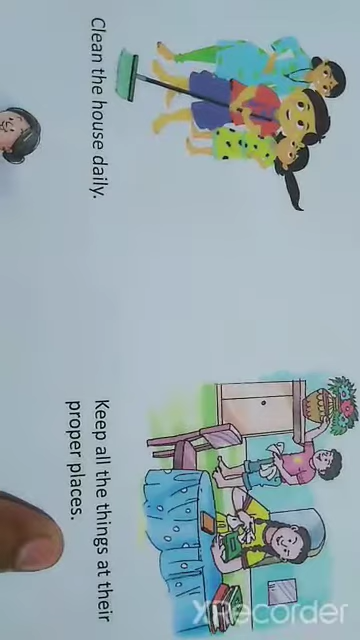 Clean the house daily.
Keep all the things at their
proper places.
XRecorder